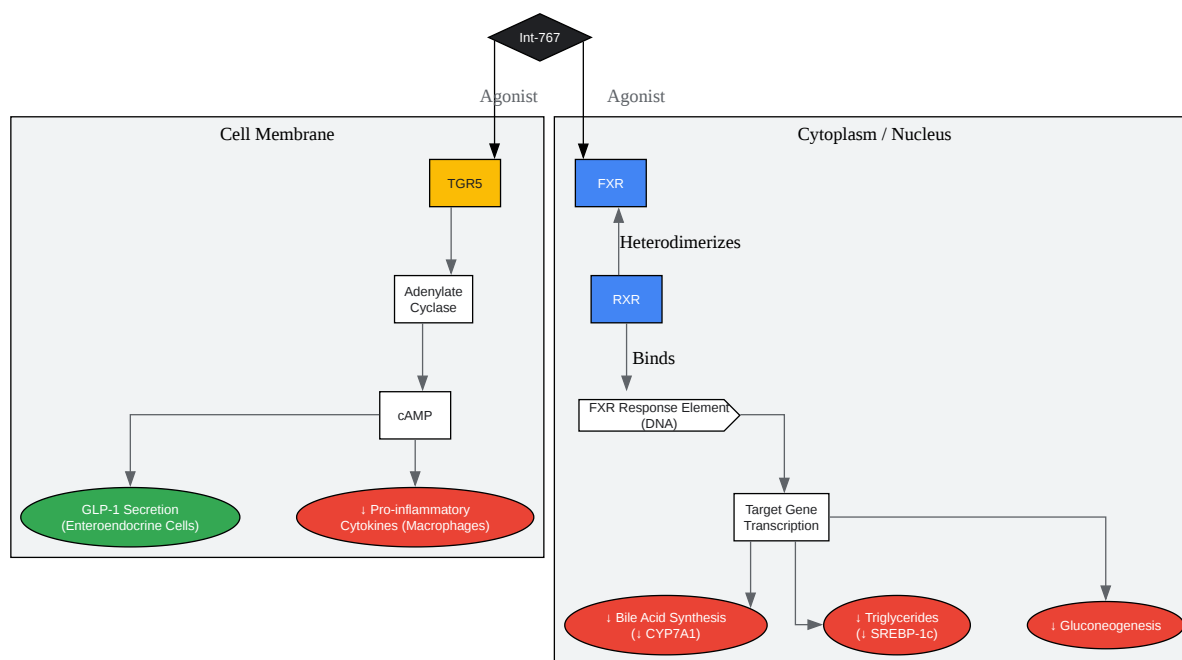 Int-767
Agonist
Agonist
Cell Membrane
TGR5
Adenylate
Cyclase
cAMP
GLP-1 Secretion
(Enteroendocrine Cells)
↓ Pro-inflammatory
Cytokines (Macrophages)
Cytoplasm / Nucleus
FXR
Heterodimerizes
RXR
Binds
FXR Response Element
(DNA)
Target Gene
Transcription
↓ Bile Acid Synthesis
(↓ CYP7A1)
↓ Triglycerides
(↓ SREBP-1c)
↓ Gluconeogenesis